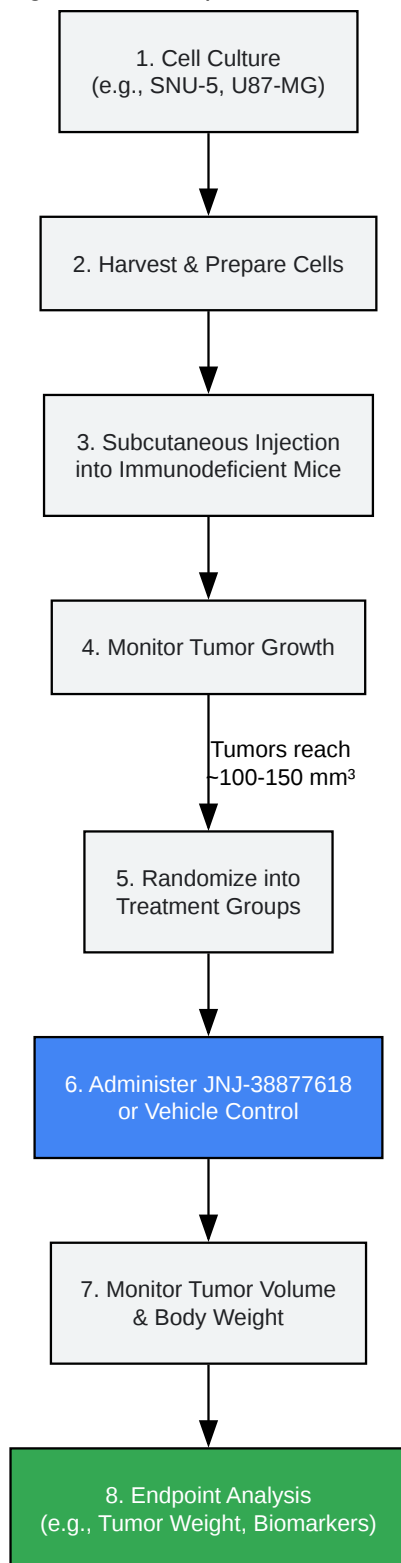 1. Cell Culture
(e.g., SNU-5, U87-MG)
2. Harvest & Prepare Cells
3. Subcutaneous Injection
into Immunodeficient Mice
4. Monitor Tumor Growth
Tumors reach
~100-150 mm³
5. Randomize into
Treatment Groups
6. Administer JNJ-38877618
or Vehicle Control
7. Monitor Tumor Volume
& Body Weight
8. Endpoint Analysis
(e.g., Tumor Weight, Biomarkers)